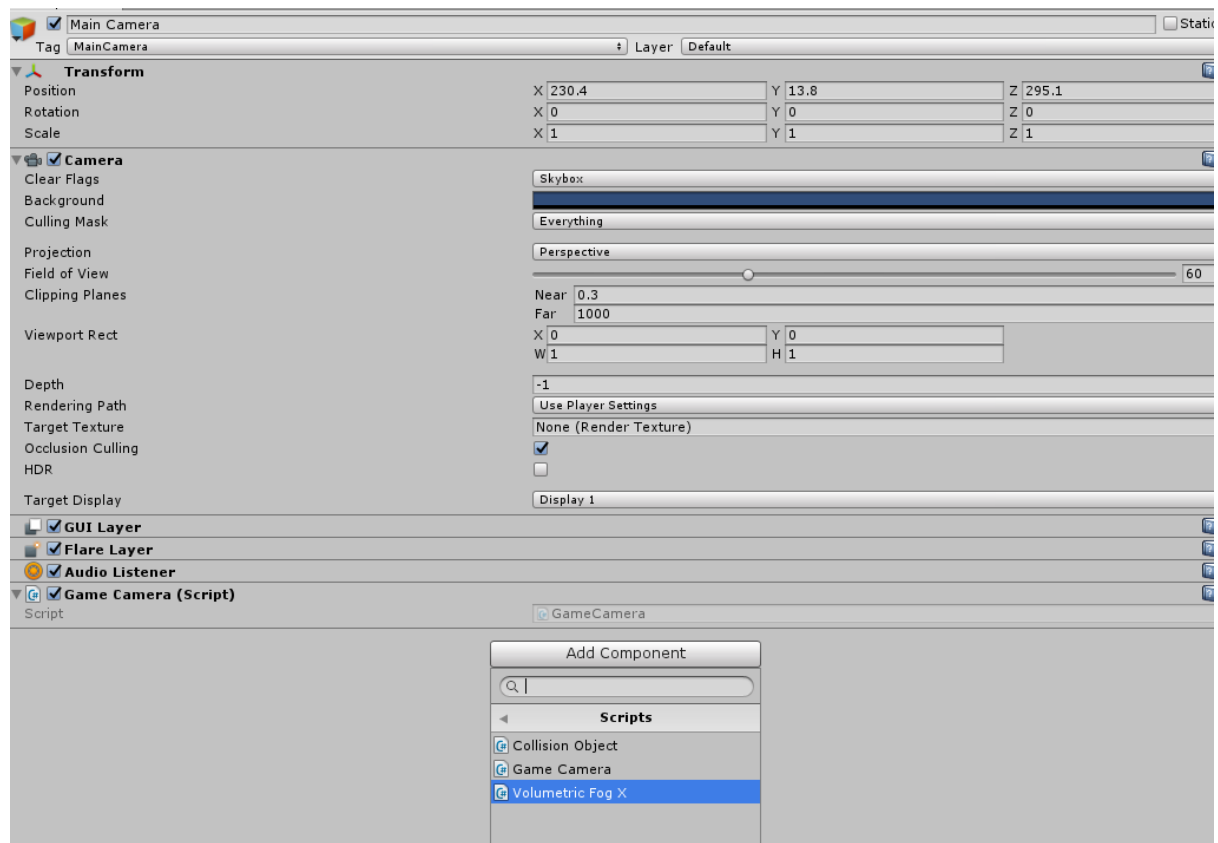 Main Camera Static
Tag MainCamera Layer Default
Transform
Position X 230.4 Y 13.8 Z 295.1
Rotation X 0 Y 0 Z 0
Scale X 1 Y 1 Z 1
Camera
Clear Flags Skybox
Background
Culling Mask Everything
Projection Perspective
Field of View 60
Clipping Planes Near 0.3
Far 1000
Viewport Rect X 0 Y 0
W 1 H 1
Depth -1
Rendering Path Use Player Settings
Target Texture None (Render Texture)
Occlusion Culling
HDR
Target Display Display 1
GUI Layer
Flare Layer
Audio Listener
Game Camera (Script)
Script GameCamera
Add Component
Scripts
Collision Object
Game Camera
Volumetric Fog X